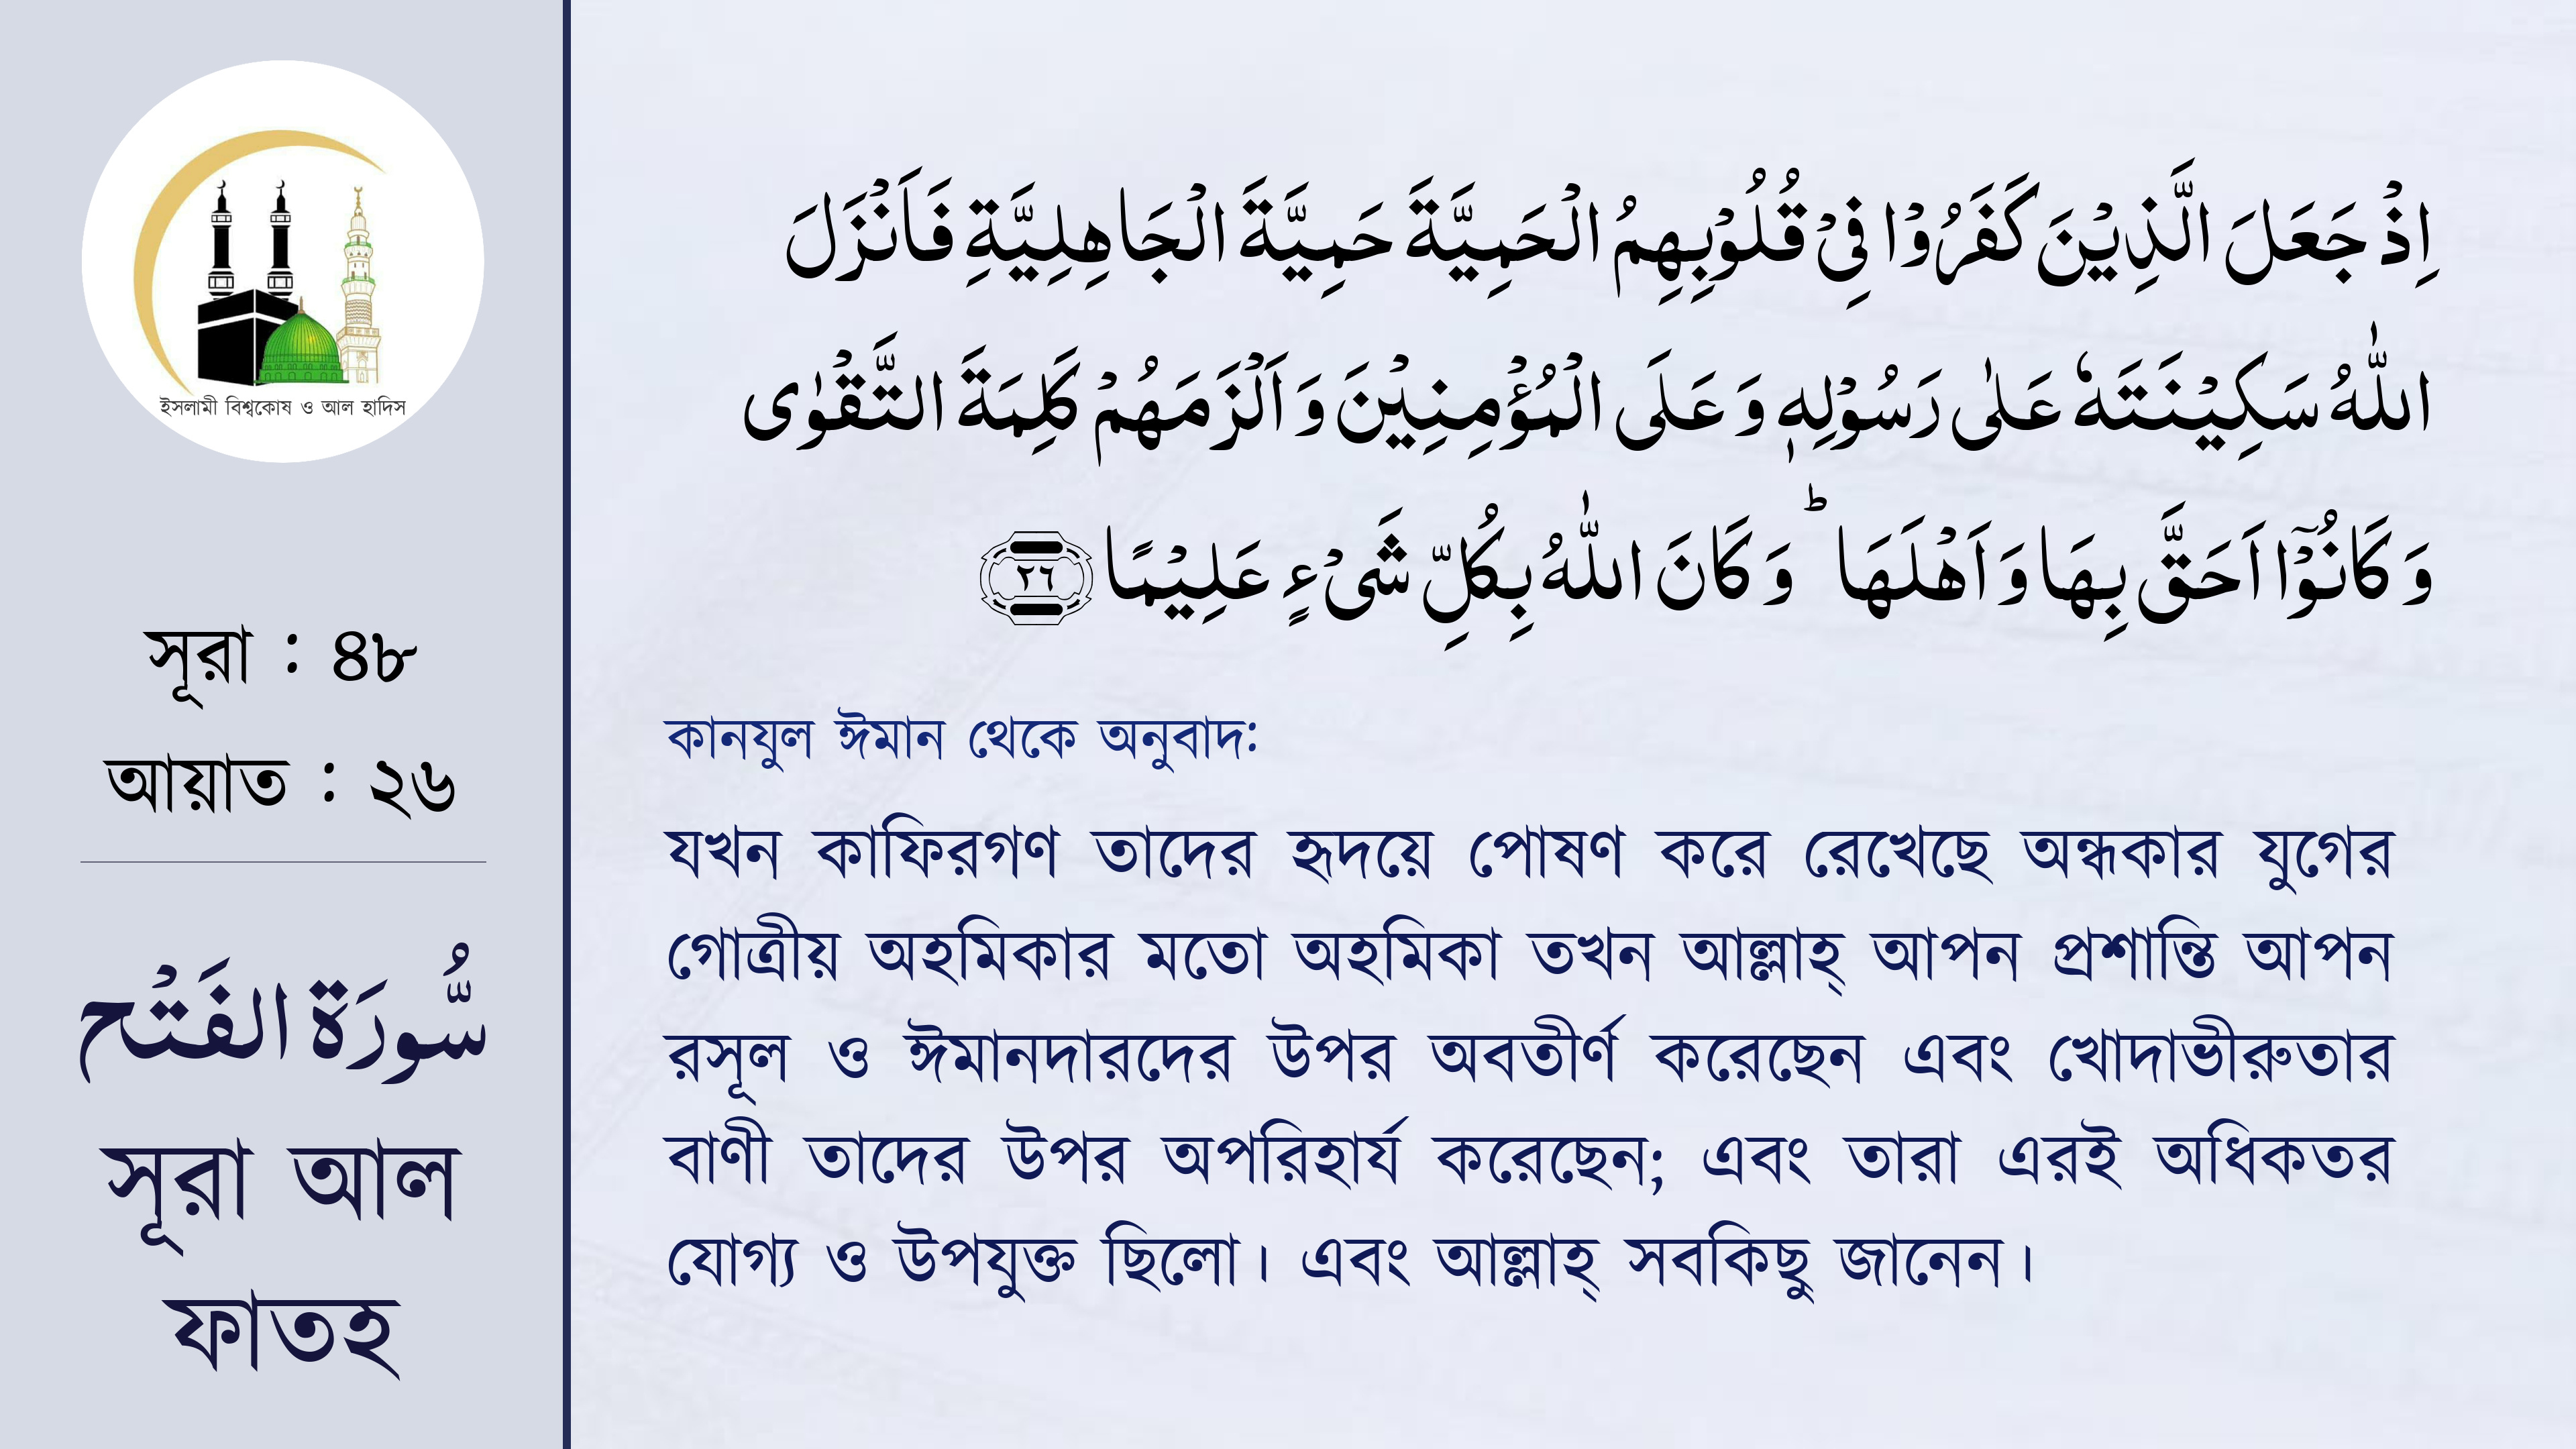 ইসলামী বিশ্বকোষ ও আল হাদিস
সূরা : ৪৮
আয়াত : ২৬
سُّورَة الفَتْح
সূরা আল
ফাতহ
اِذْ جَعَلَ الَّذِیْنَ كَفَرُوْا فِیْ قُلُوْبِهِمُ الْحَمِیَّةَ حَمِیَّةَ الْجَاهِلِیَّةِ فَاَنْزَلَ
اللّٰهُ سَكِیْنَتَهٗ عَلٰى رَسُوْلِهٖ وَ عَلَى الْمُؤْمِنِیْنَ وَ اَلْزَمَهُمْ كَلِمَةَ التَّقْوٰى
وَ كَانُوْۤا اَحَقَّ بِهَا وَ اَهْلَهَاؕ وَ كَانَ اللّٰهُ بِكُلِّ شَیْءٍ عَلِیْمًا ۝۲۶
কানযুল ঈমান থেকে অনুবাদ:
যখন কাফিরগণ তাদের হৃদয়ে পোষণ করে রেখেছে অন্ধকার যুগের
গোত্রীয় অহমিকার মতো অহমিকা তখন আল্লাহ্ আপন প্রশান্তি আপন
রসূল ও ঈমানদারদের উপর অবতীর্ণ করেছেন এবং খোদাভীরুতার
বাণী তাদের উপর অপরিহার্য করেছেন; এবং তারা এরই অধিকতর
যোগ্য ও উপযুক্ত ছিলো। এবং আল্লাহ্ সবকিছু জানেন।